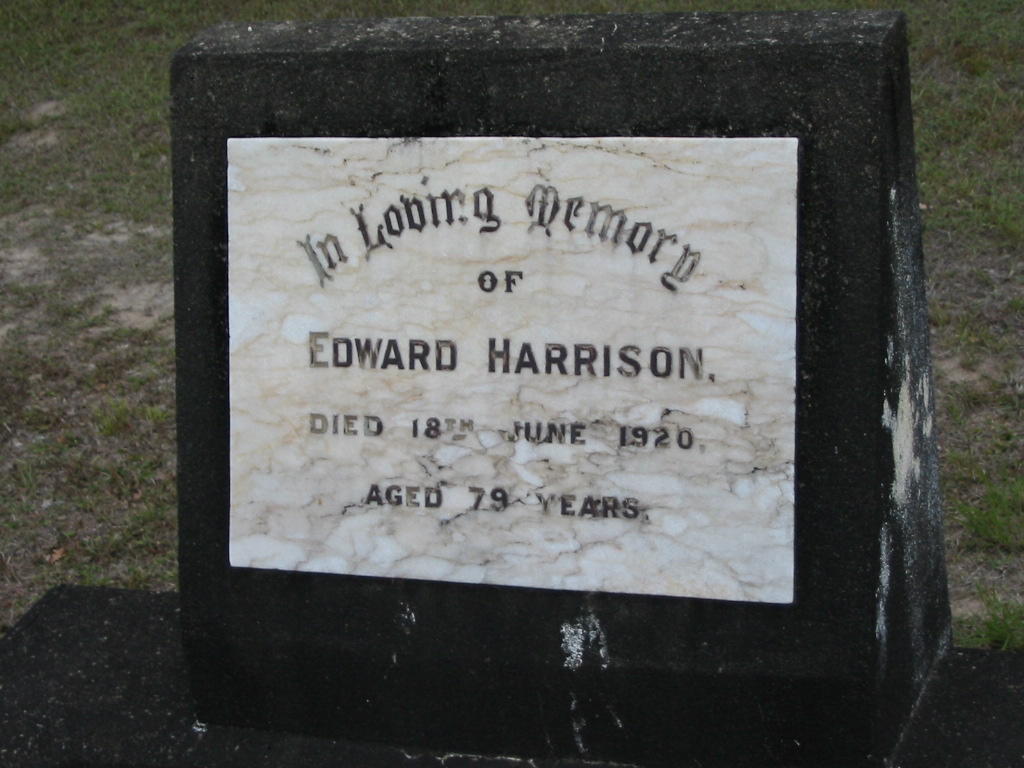 In Loving Memory
OF
EDWARD HARRISON.
DIED 18TH JUNE 1920.
AGED 79 YEARS.